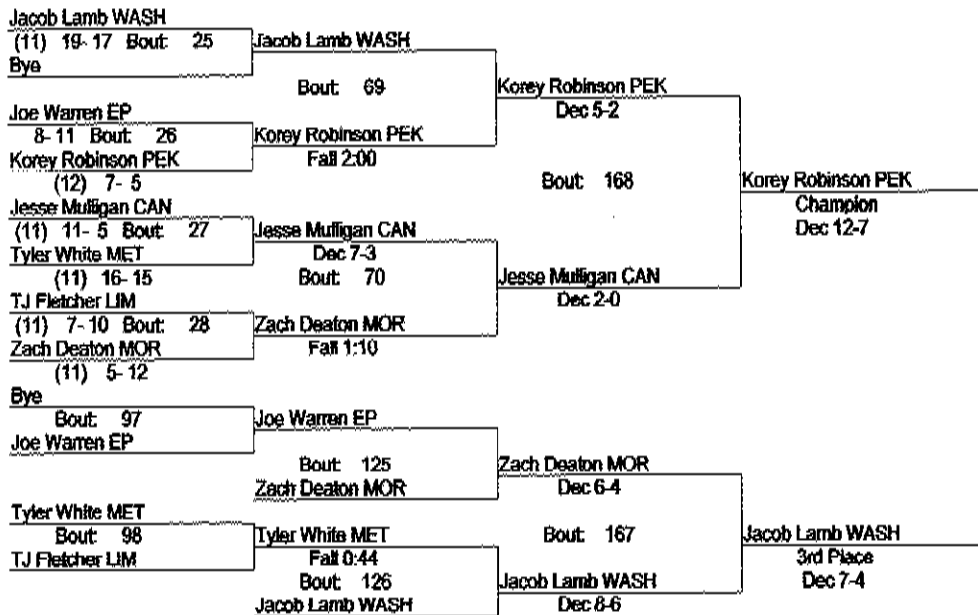 Jacob Lamb WASH
(11) 19-17 Bout: 25
Bye
Jacob Lamb WASH
Bout: 69
Joe Warren EP
8-11 Bout: 26
Korey Robinson PEK
(12) 7-5
Korey Robinson PEK
Fall 2:00
Korey Robinson PEK
Dec 5-2
Bout: 168
Korey Robinson PEK
Champion
Dec 12-7
Jesse Mulligan CAN
(11) 11-5 Bout: 27
Tyler White MET
(11) 16-15
Jesse Mulligan CAN
Dec 7-3
Bout: 70
TJ Fletcher LIM
(11) 7-10 Bout: 28
Zach Deaton MOR
(11) 5-12
Zach Deaton MOR
Fall 1:10
Jesse Mulligan CAN
Dec 2-0
Bye
Bout: 97
Joe Warren EP
Joe Warren EP
Bout: 125
Zach Deaton MOR
Zach Deaton MOR
Dec 6-4
Bout: 167
Tyler White MET
Bout: 98
TJ Fletcher LIM
Tyler White MET
Fall 0:44
Bout: 126
Jacob Lamb WASH
Jacob Lamb WASH
Dec 8-6
Jacob Lamb WASH
3rd Place
Dec 7-4